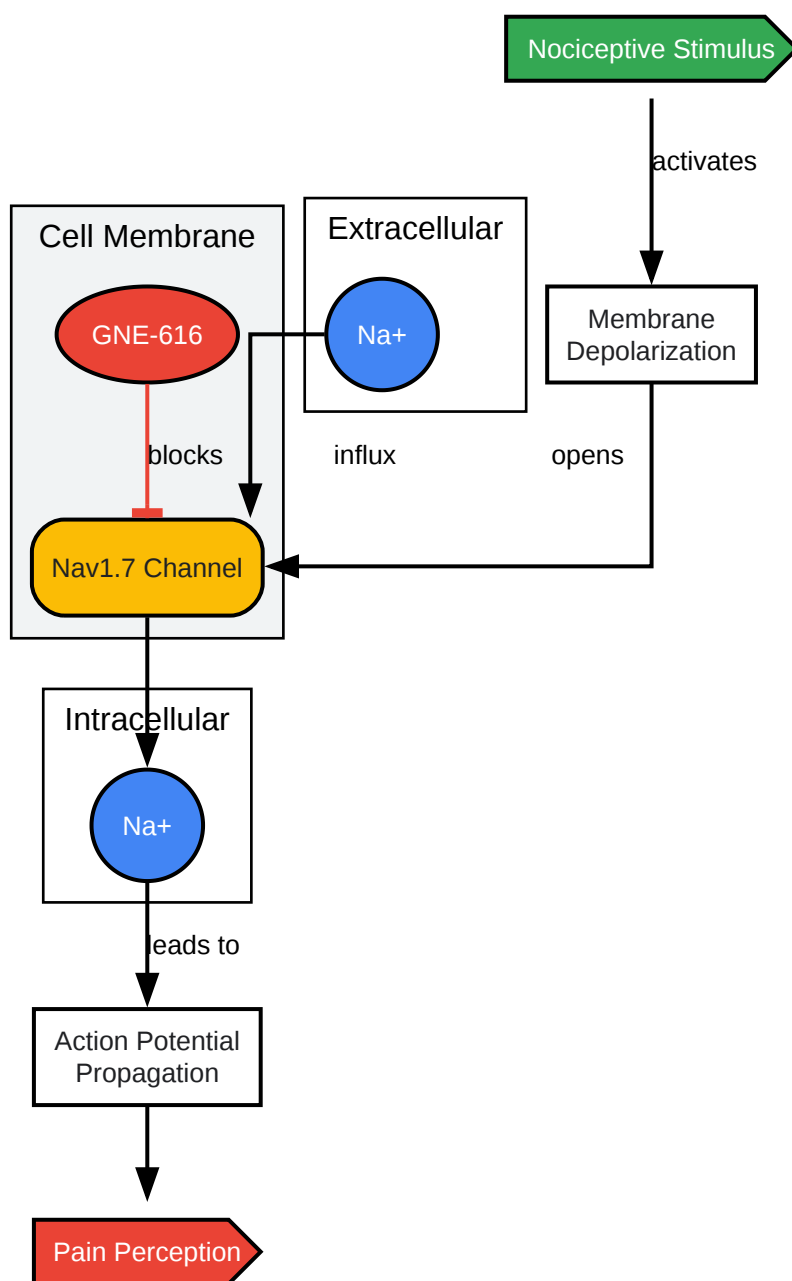 Nociceptive Stimulus
activates
Cell Membrane
Extracellular
GNE-616
Na+
Membrane
Depolarization
blocks
influx
opens
Nav1.7 Channel
Intracellular
Na+
leads to
Action Potential
Propagation
Pain Perception